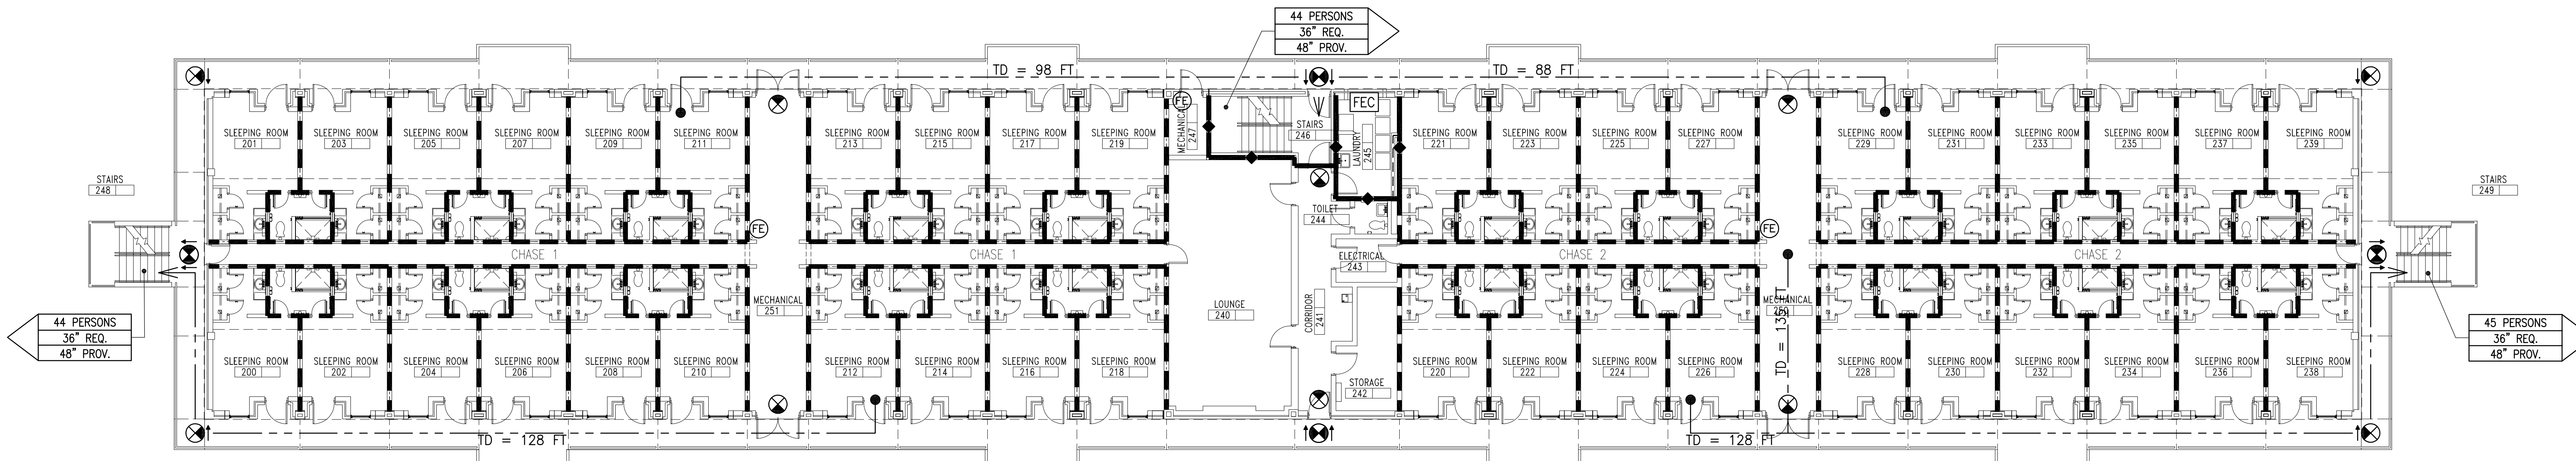 44 PERSONS
36" REQ.
48" PROV.
TD = 98 FT
TD = 88 FT
FE
FEC
MECHANICAL
247
STAIRS
246
LAUNDRY
245
SLEEPING ROOM
201
SLEEPING ROOM
203
SLEEPING ROOM
205
SLEEPING ROOM
207
SLEEPING ROOM
209
SLEEPING ROOM
211
SLEEPING ROOM
213
SLEEPING ROOM
215
SLEEPING ROOM
217
SLEEPING ROOM
219
SLEEPING ROOM
221
SLEEPING ROOM
223
SLEEPING ROOM
225
SLEEPING ROOM
227
SLEEPING ROOM
229
SLEEPING ROOM
231
SLEEPING ROOM
233
SLEEPING ROOM
235
SLEEPING ROOM
237
SLEEPING ROOM
239
STAIRS
248
STAIRS
249
TOILET
244
FE
FE
CHASE 1
CHASE 1
CHASE 2
CHASE 2
ELECTRICAL
243
MECHANICAL
251
LOUNGE
240
CORRIDOR
241
MECHANICAL
44 PERSONS
36" REQ.
48" PROV.
45 PERSONS
36" REQ.
48" PROV.
SLEEPING ROOM
200
SLEEPING ROOM
202
SLEEPING ROOM
204
SLEEPING ROOM
206
SLEEPING ROOM
208
SLEEPING ROOM
210
SLEEPING ROOM
212
SLEEPING ROOM
214
SLEEPING ROOM
216
SLEEPING ROOM
218
STORAGE
242
SLEEPING ROOM
220
SLEEPING ROOM
222
SLEEPING ROOM
224
SLEEPING ROOM
226
SLEEPING ROOM
228
SLEEPING ROOM
230
SLEEPING ROOM
232
SLEEPING ROOM
234
SLEEPING ROOM
236
SLEEPING ROOM
238
TD = 128 FT
TD = 128 FT